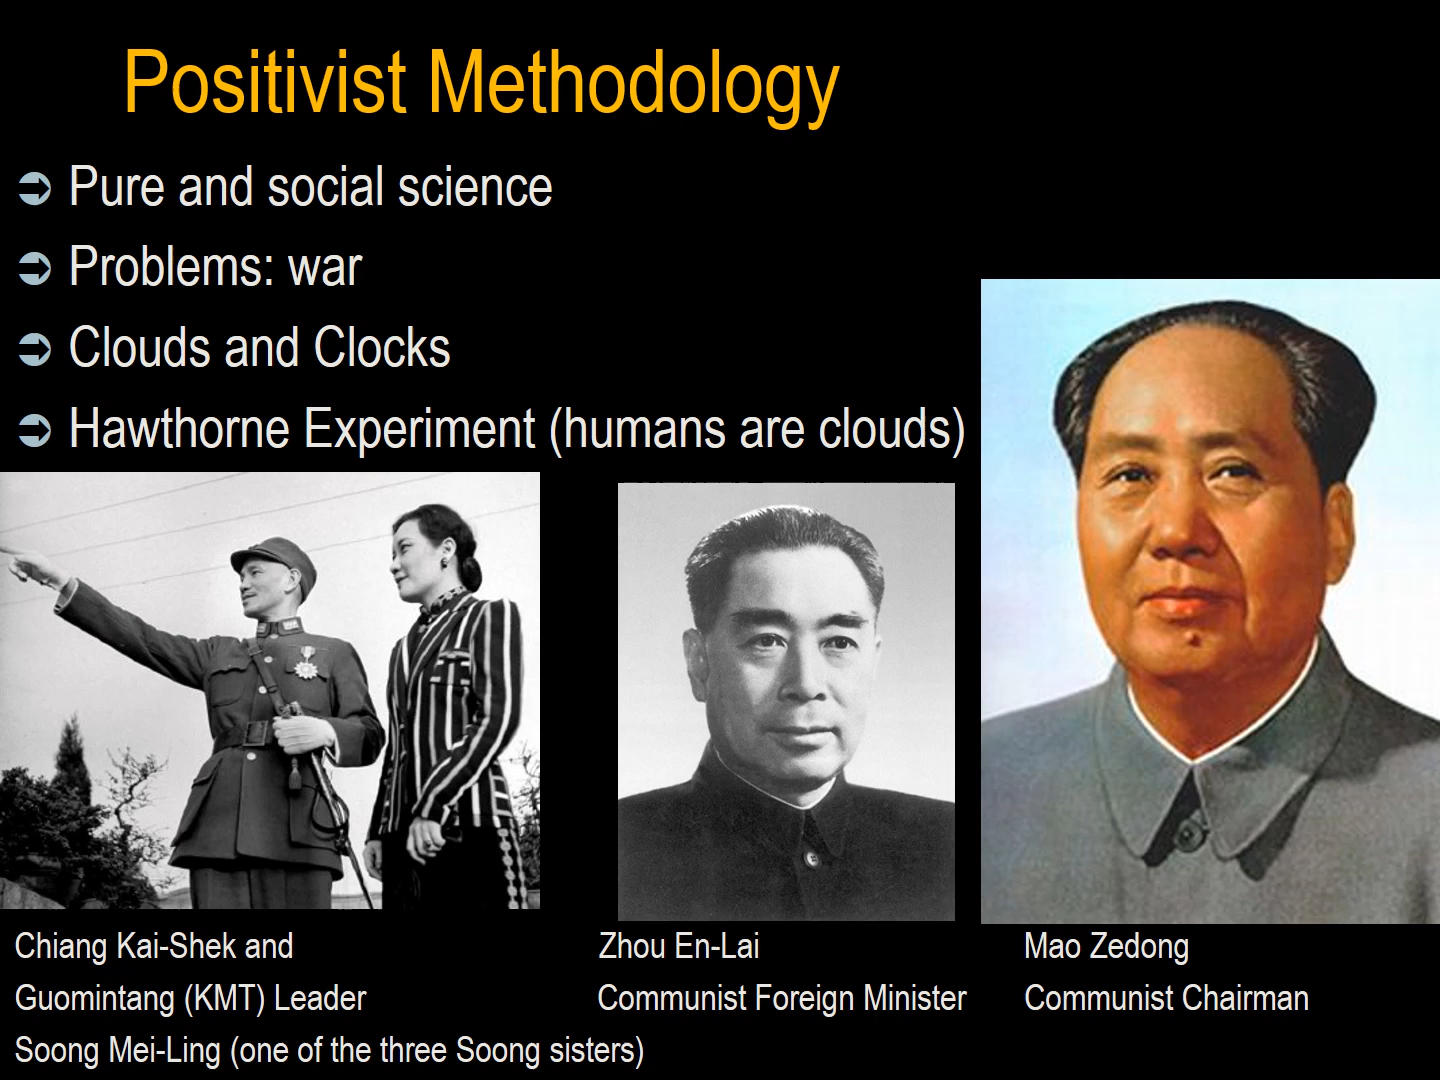 Positivist Methodology
Pure and social science
Problems: war
Clouds and Clocks
Hawthorne Experiment (humans are clouds)
Chiang Kai-Shek and
Guomintang (KMT) Leader
Soong Mei-Ling (one of the three Soong sisters)
Zhou En-Lai
Communist Foreign Minister
Mao Zedong
Communist Chairman